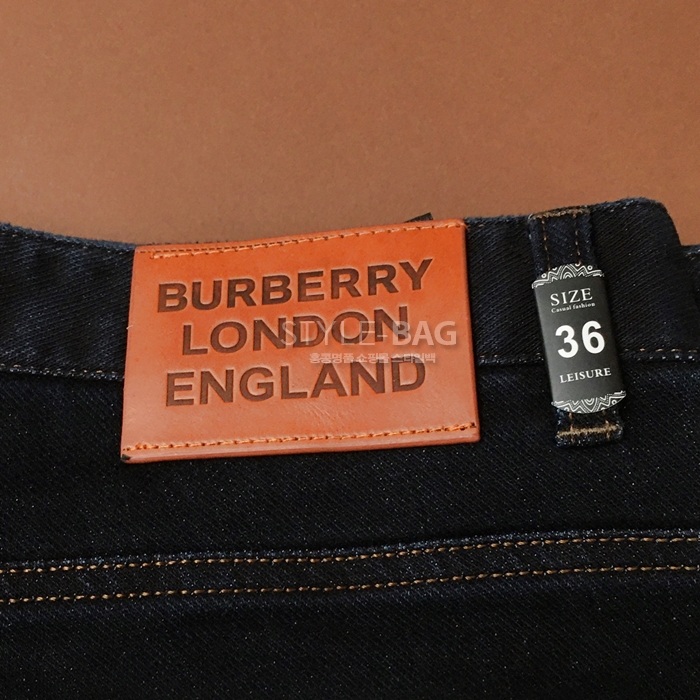 BURBERRY
LONDON
ENGLAND
STYLE-BAG
홍콩명품 쇼핑몰 스타일백
SIZE
Casual fashion
36
LEISURE